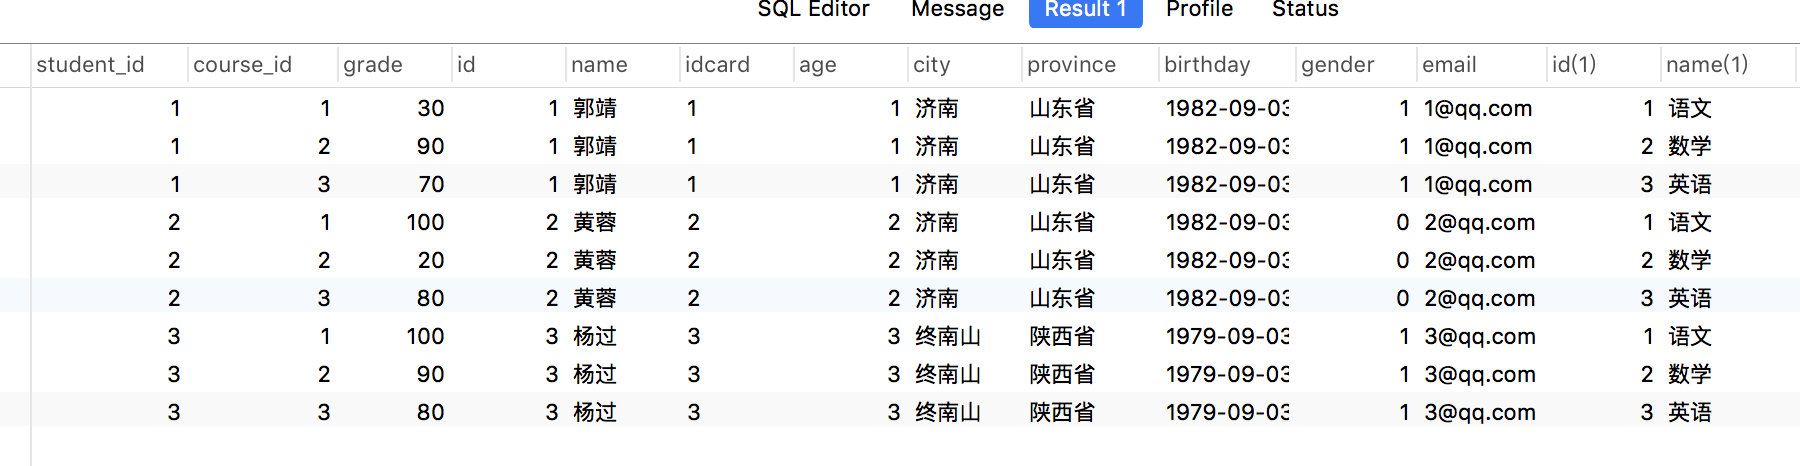 SQL Editor Message Result 1 Profile Status
student_id course_id grade id name idcard age city province birthday gender email id(1) name(1)
1 1 30 1 郭靖 1 1 济南 山东省 1982-09-03 1 1@qq.com 1 语文
1 2 90 1 郭靖 1 1 济南 山东省 1982-09-03 1 1@qq.com 2 数学
1 3 70 1 郭靖 1 1 济南 山东省 1982-09-03 1 1@qq.com 3 英语
2 1 100 2 黄蓉 2 2 济南 山东省 1982-09-03 0 2@qq.com 1 语文
2 2 20 2 黄蓉 2 2 济南 山东省 1982-09-03 0 2@qq.com 2 数学
2 3 80 2 黄蓉 2 2 济南 山东省 1982-09-03 0 2@qq.com 3 英语
3 1 100 3 杨过 3 3 终南山 陕西省 1979-09-03 1 3@qq.com 1 语文
3 2 90 3 杨过 3 3 终南山 陕西省 1979-09-03 1 3@qq.com 2 数学
3 3 80 3 杨过 3 3 终南山 陕西省 1979-09-03 1 3@qq.com 3 英语